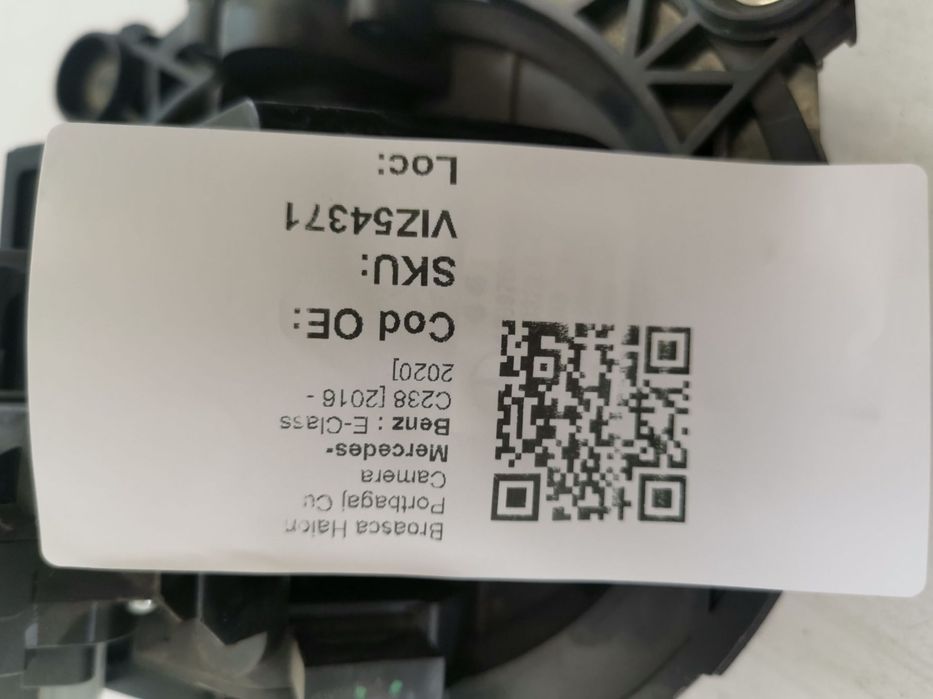 Broasca Haion
Portbagaj Cu
Camera
Mercedes-
Benz : E-Class
C238 [2016 -
2020]
Cod OE:
SKU:
VIZ54371
Loc: